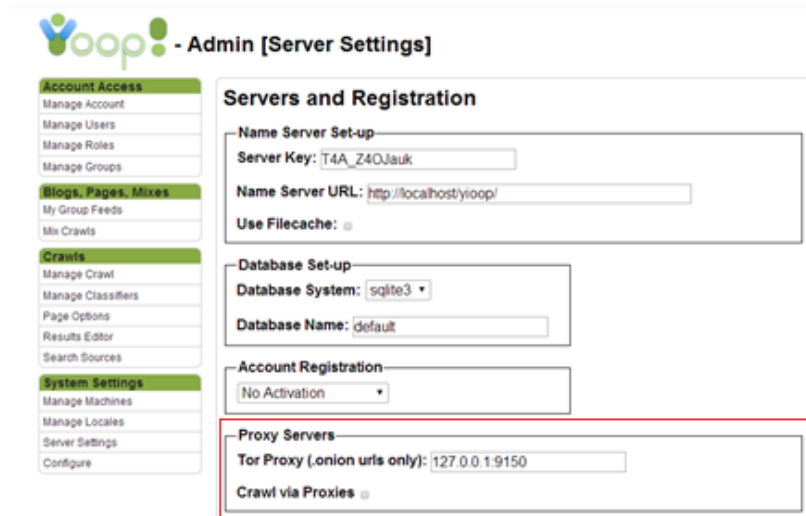 Yioop! - Admin [Server Settings]
Account Access
Manage Account
Manage Users
Manage Roles
Manage Groups
Blogs, Pages, Mixes
My Group Feeds
Mix Crawls
Crawls
Manage Crawl
Manage Classifiers
Page Options
Results Editor
Search Sources
System Settings
Manage Machines
Manage Locales
Server Settings
Configure
Servers and Registration
Name Server Set-up
Server Key: T4A_Z4OJauk
Name Server URL: http://localhost/yioop/
Use Filecache:
Database Set-up
Database System: sqlite3
Database Name: default
Account Registration
No Activation
Proxy Servers
Tor Proxy (.onion urls only): 127.0.0.1:9150
Crawl via Proxies